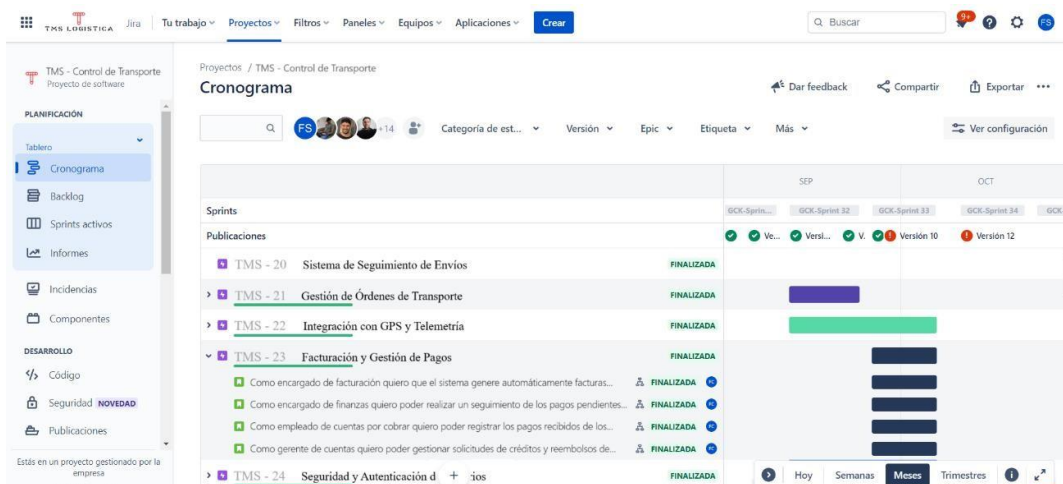 TMS LOGISTICA
Jira
Tu trabajo Proyectos Filtros Paneles Equipos Aplicaciones Crear
Buscar
9+
FS
TMS - Control de Transporte
Proyecto de software
PLANIFICACIÓN
Tablero
Cronograma
Backlog
Sprints activos
Informes
Incidencias
Componentes
DESARROLLO
Código
Seguridad NOVEDAD
Publicaciones
Estás en un proyecto gestionado por la
empresa
Proyectos / TMS - Control de Transporte
Cronograma
Dar feedback Compartir Exportar
FS +14 Categoría de est... Versión Epic Etiqueta Más Ver configuración
SEP OCT
Sprints GCK-Sprin... GCK-Sprint 32 GCK-Sprint 33 GCK-Sprint 34 GCK
Publicaciones Ve... Versi... V. Versión 10 Versión 12
TMS - 20 Sistema de Seguimiento de Envíos FINALIZADA
TMS - 21 Gestión de Órdenes de Transporte FINALIZADA
TMS - 22 Integración con GPS y Telemetría FINALIZADA
TMS - 23 Facturación y Gestión de Pagos FINALIZADA
Como encargado de facturación quiero que el sistema genere automáticamente facturas... FINALIZADA
Como encargado de finanzas quiero poder realizar un seguimiento de los pagos pendientes... FINALIZADA
Como empleado de cuentas por cobrar quiero poder registrar los pagos recibidos de los... FINALIZADA
Como gerente de cuentas quiero poder gestionar solicitudes de créditos y reembolsos de... FINALIZADA
TMS - 24 Seguridad y Autenticación d + ios FINALIZADA
Hoy Semanas Meses Trimestres